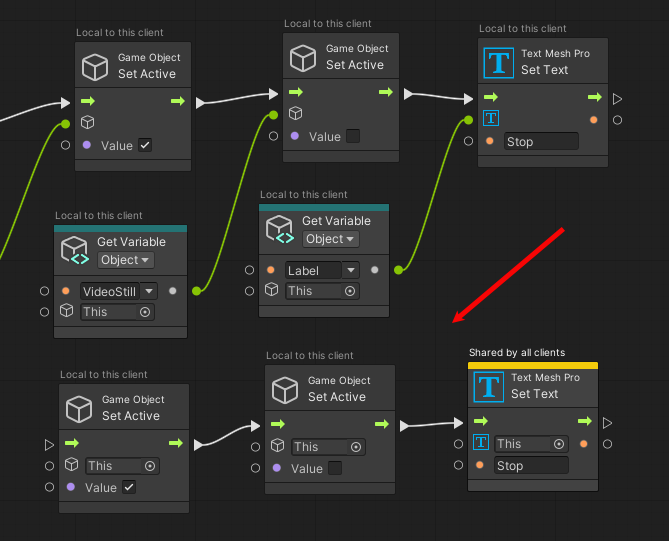 Local to this client
Game Object
Set Active
Value
Local to this client
Game Object
Set Active
Value
Local to this client
T
Text Mesh Pro
Set Text
T
Stop
Local to this client
Get Variable
Object
VideoStill
This
Local to this client
Get Variable
Object
Label
This
Local to this client
Game Object
Set Active
This
Value
Local to this client
Game Object
Set Active
This
Value
Shared by all clients
T
Text Mesh Pro
Set Text
T
This
Stop